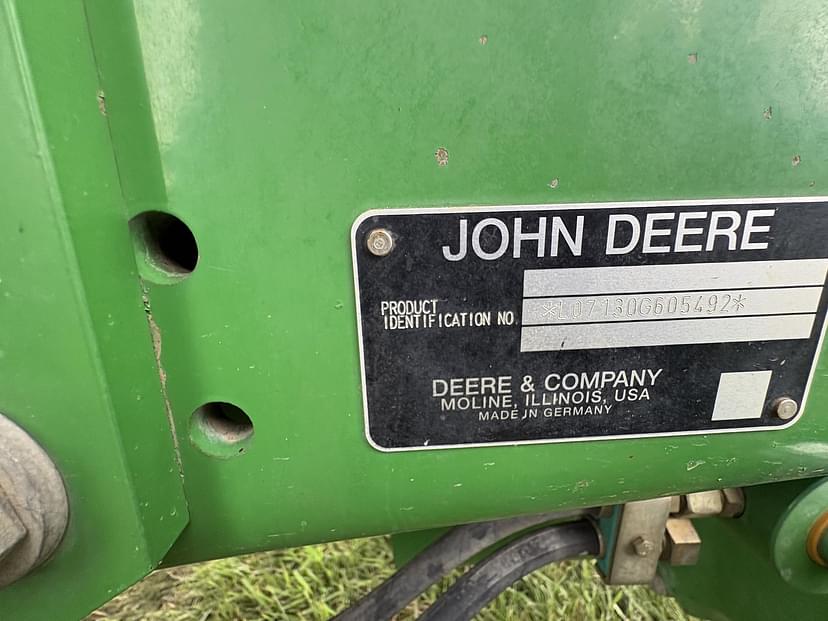 JOHN DEERE
PRODUCT
IDENTIFICATION NO.
*L07130G605492*
DEERE & COMPANY
MOLINE, ILLINOIS, USA
MADE IN GERMANY